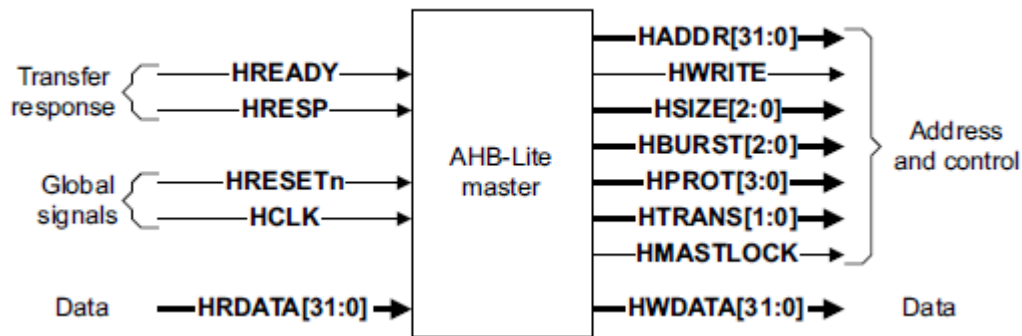 Transfer
response
HREADY
HRESP
Global
signals
HRESETn
HCLK
Data
HRDATA[31:0]
AHB-Lite
master
HADDR[31:0]
HWRITE
HSIZE[2:0]
HBURST[2:0]
HPROT[3:0]
HTRANS[1:0]
HMASTLOCK
Address
and control
HWDATA[31:0]
Data